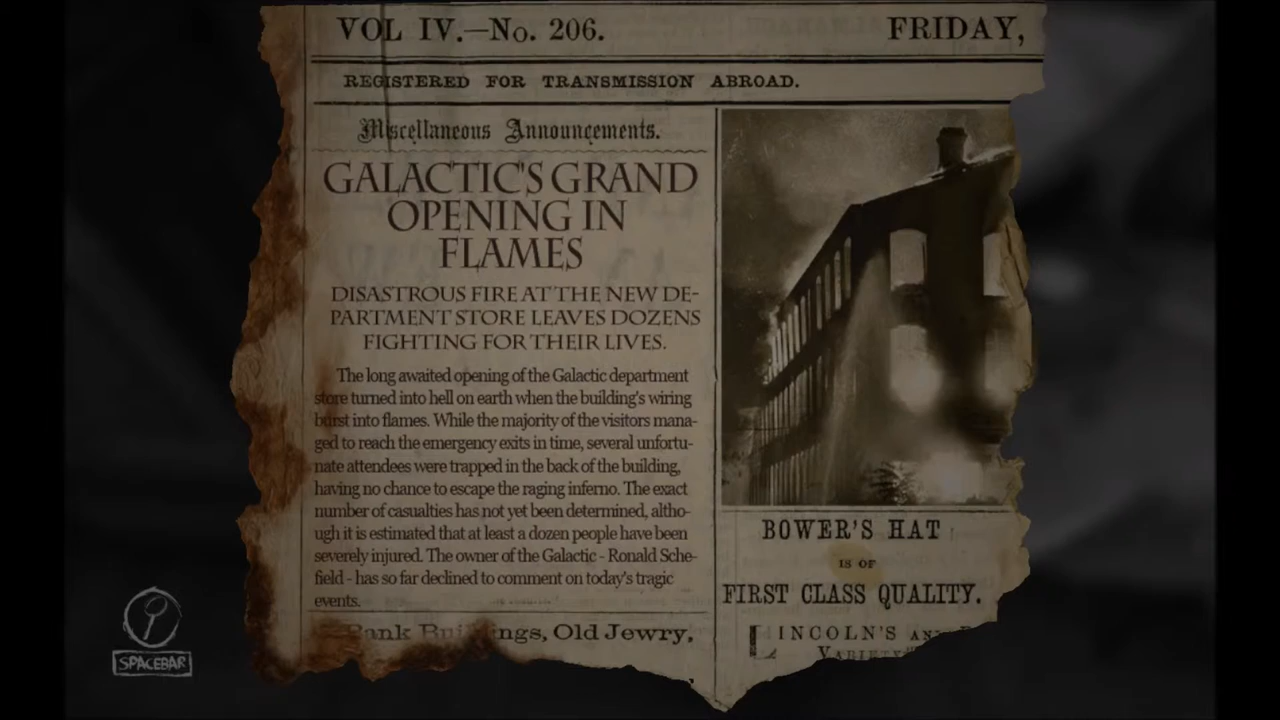 VOL IV.—No. 206.
FRIDAY,
REGISTERED FOR TRANSMISSION ABROAD.
Miscellaneous Announcements.
GALACTIC'S GRAND
OPENING IN
FLAMES
DISASTROUS FIRE AT THE NEW DE-
PARTMENT STORE LEAVES DOZENS
FIGHTING FOR THEIR LIVES.
The long awaited opening of the Galactic department
store turned into hell on earth when the building's wiring
burst into flames. While the majority of the visitors mana-
ged to reach the emergency exits in time, several unfortu-
nate attendees were trapped in the back of the building,
having no chance to escape the raging inferno. The exact
number of casualties has not yet been determined, altho-
ugh it is estimated that at least a dozen people have been
severely injured. The owner of the Galactic - Ronald Sche-
field - has so far declined to comment on today's tragic
events.
Bank Buildings, Old Jewry,
BOWER'S HAT
IS OF
FIRST CLASS QUALITY.
LINCOLN'S
VARIETY
SPACEBAR